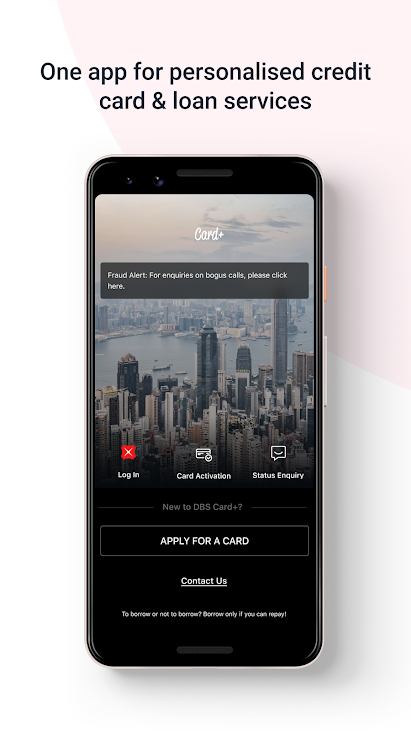 One app for personalised credit
card & loan services
Card+
Fraud Alert: For enquiries on bogus calls, please click
here.
Log In
Card Activation
Status Enquiry
New to DBS Card+?
APPLY FOR A CARD
Contact Us
To borrow or not to borrow? Borrow only if you can repay!